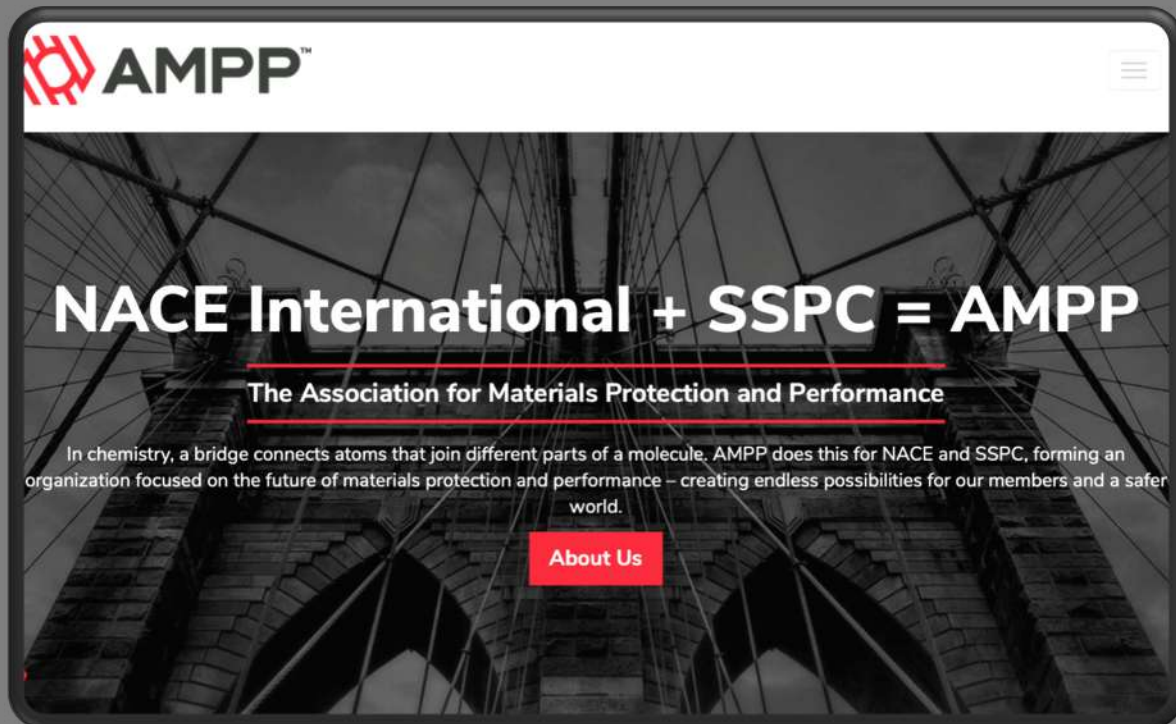 AMPP™
NACE International + SSPC = AMPP
The Association for Materials Protection and Performance
In chemistry, a bridge connects atoms that join different parts of a molecule. AMPP does this for NACE and SSPC, forming an
organization focused on the future of materials protection and performance – creating endless possibilities for our members and a safer
world.
About Us